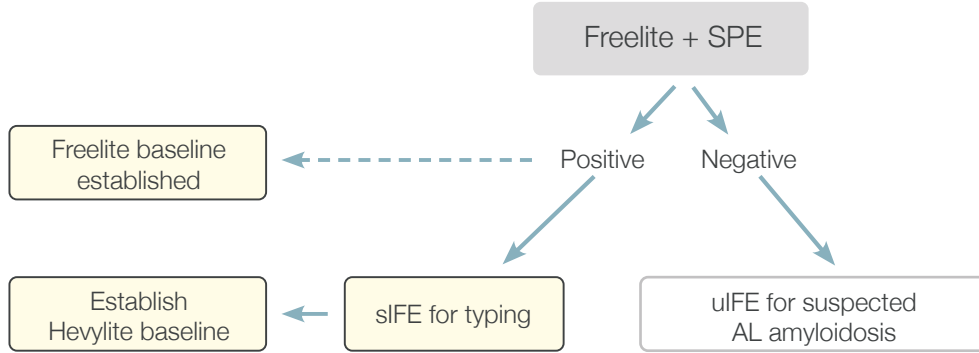 Freelite + SPE
Freelite baseline
established
Positive
Negative
Establish
Hevylite baseline
sIFE for typing
uIFE for suspected
AL amyloidosis